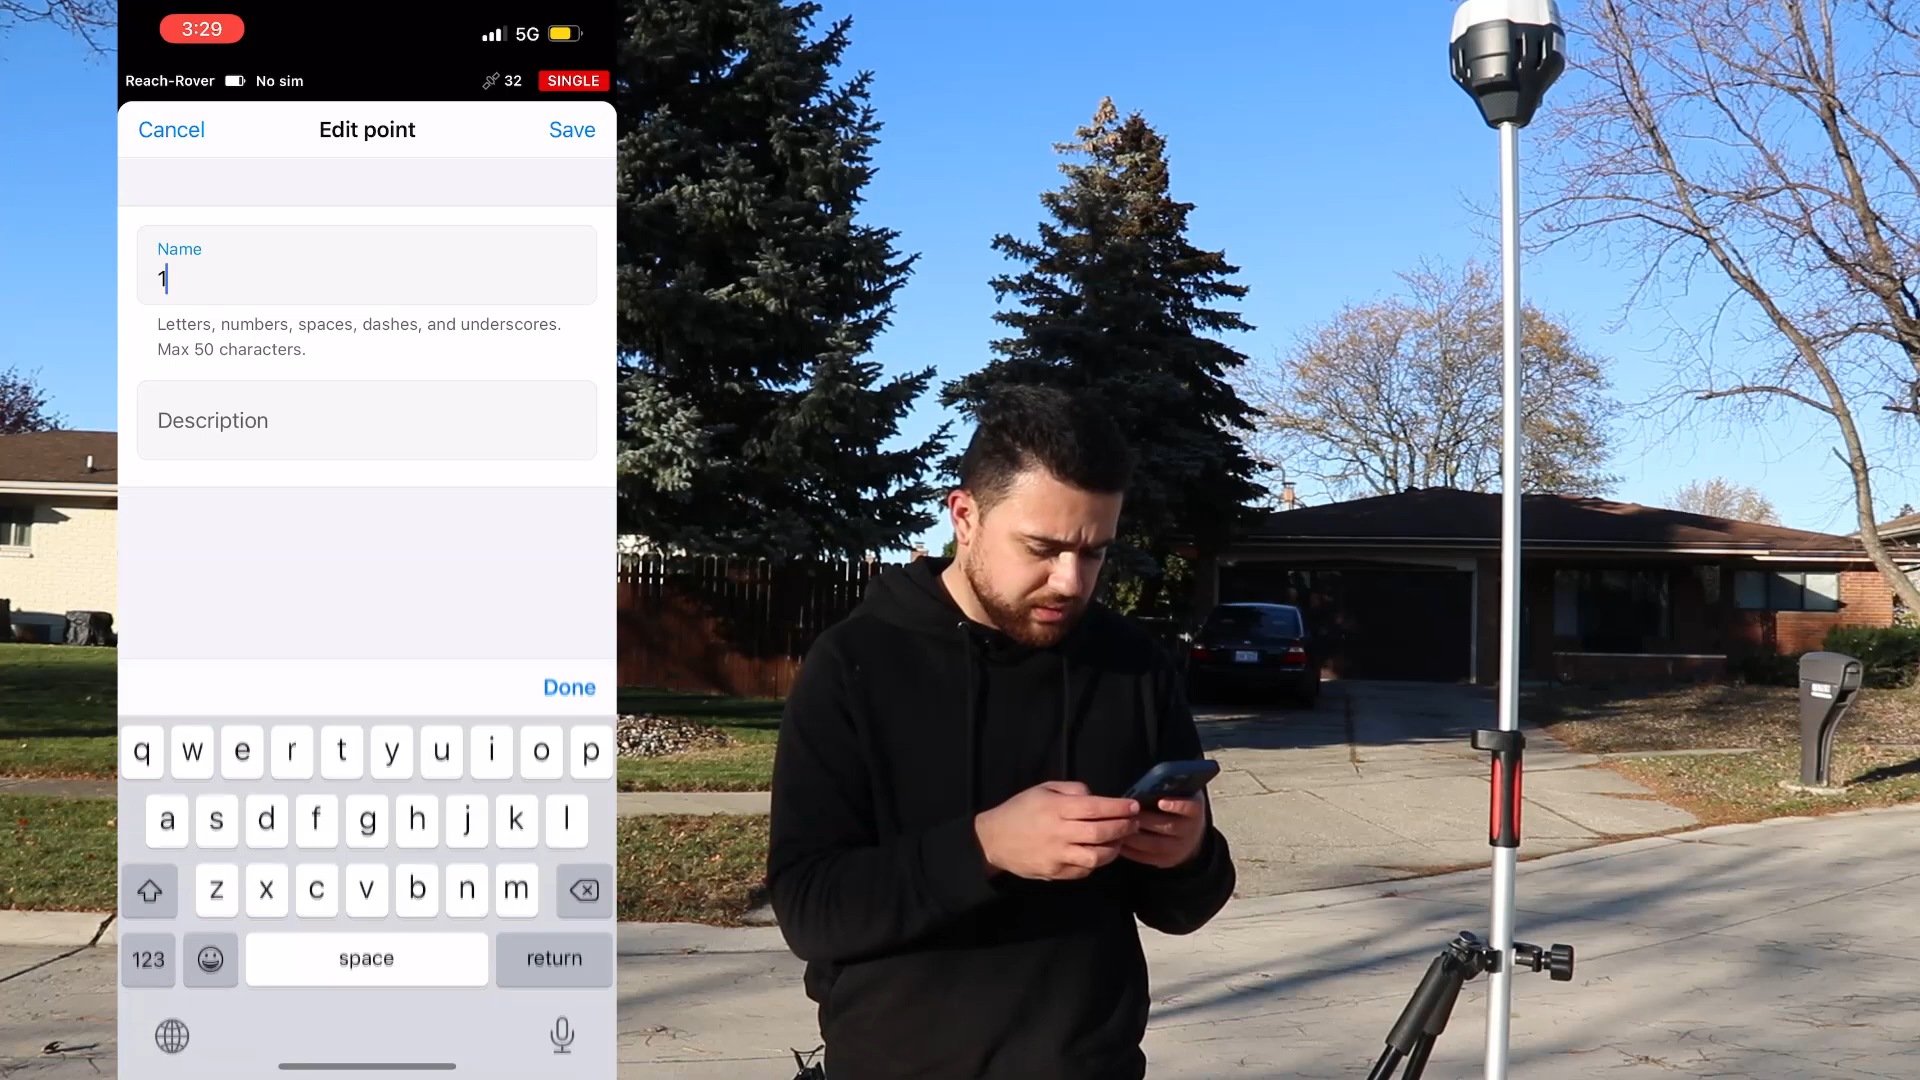 3:29
5G
Reach-Rover No sim 32 SINGLE
Cancel Edit point Save
Name
1
Letters, numbers, spaces, dashes, and underscores.
Max 50 characters.
Description
Done
q w e r t y u i o p
a s d f g h j k l
z x c v b n m
123 space return